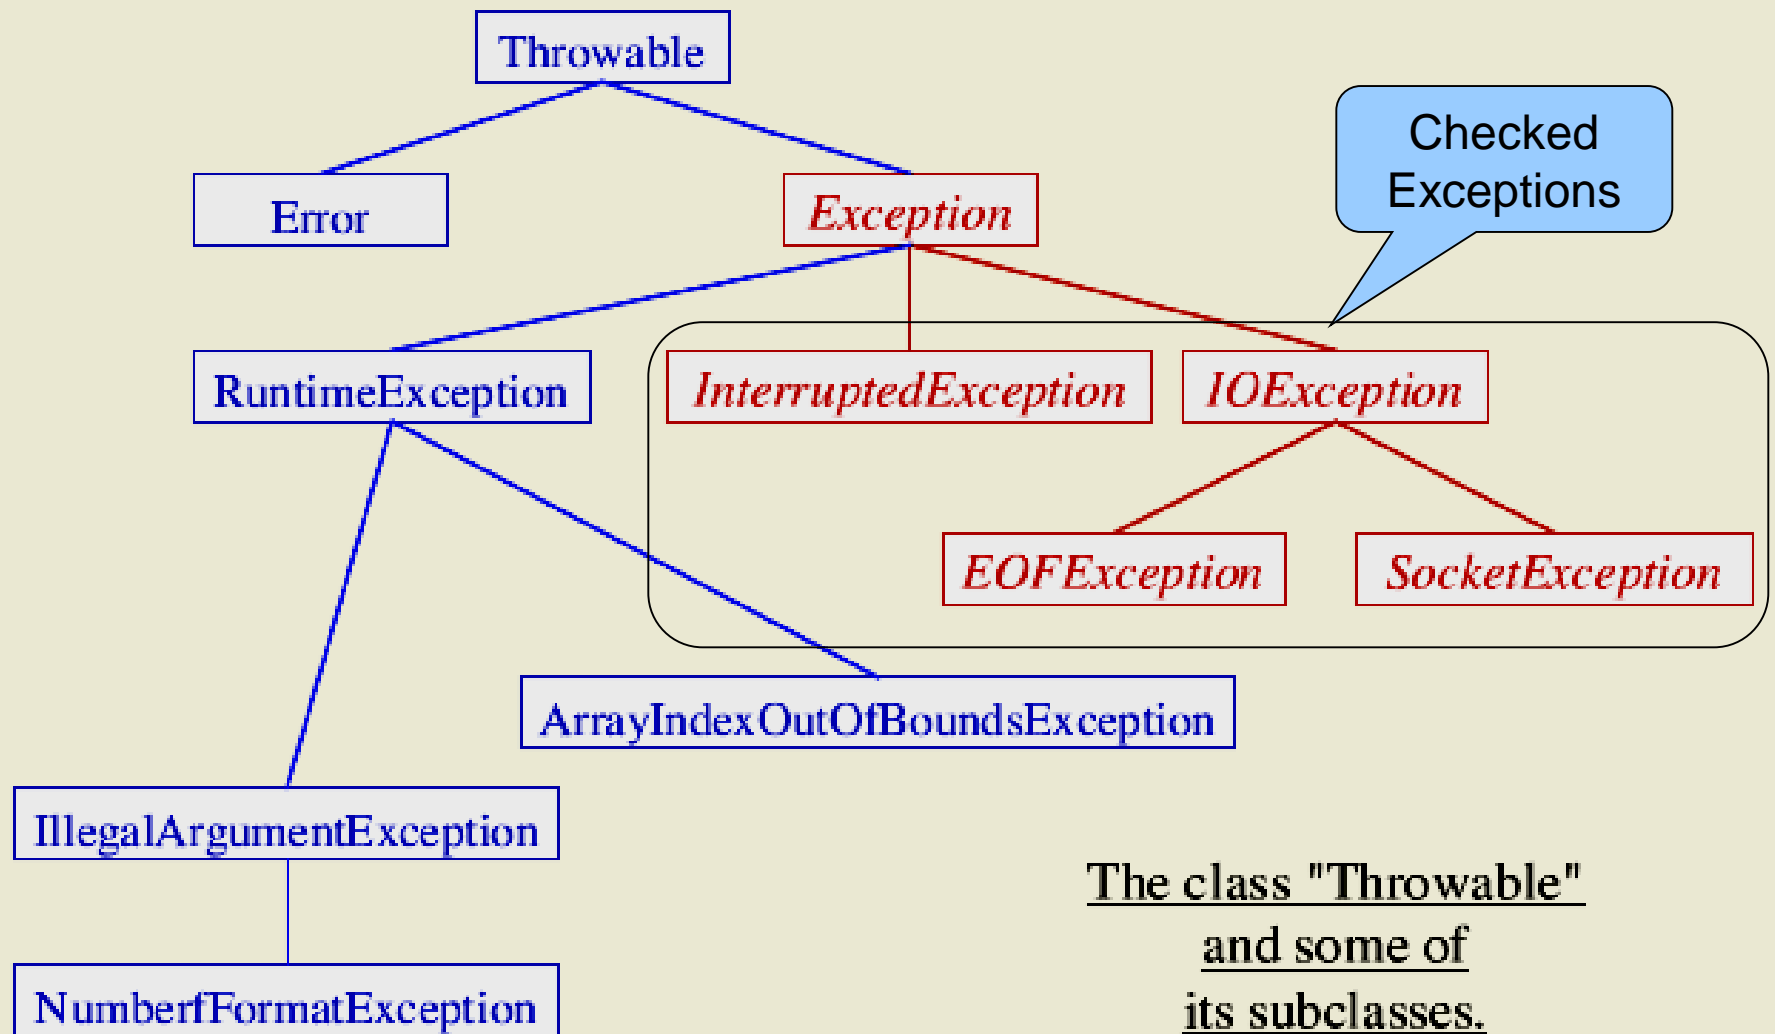 Throwable
Checked
Exceptions
Error
Exception
RuntimeException
InterruptedException
IOException
EOFException
SocketException
ArrayIndexOutOfBoundsException
IllegalArgumentException
The class "Throwable"
and some of
its subclasses.
NumberfFormatException